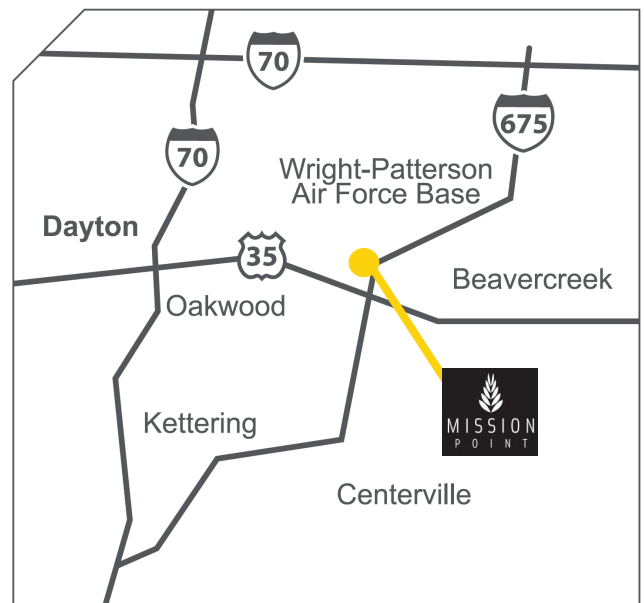 70
675
70
Wright-Patterson
Air Force Base
Dayton
35
Beavercreek
Oakwood
MISSION
POINT
Kettering
Centerville